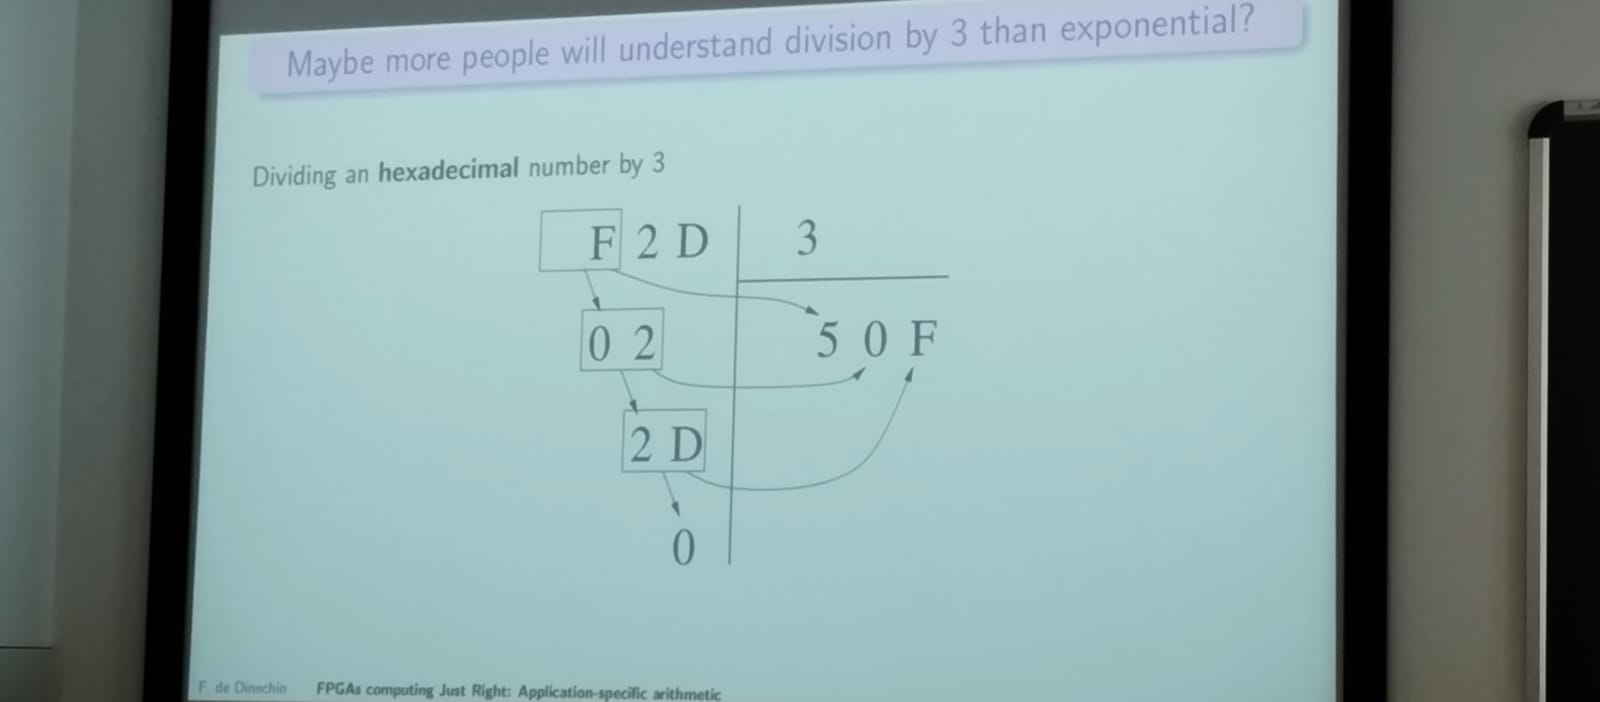 Maybe more people will understand division by 3 than exponential?
Dividing an hexadecimal number by 3
F 2 D 3
0 2 5 0 F
2 D
0
F. de Dinechin FPGAs computing Just Right: Application-specific arithmetic